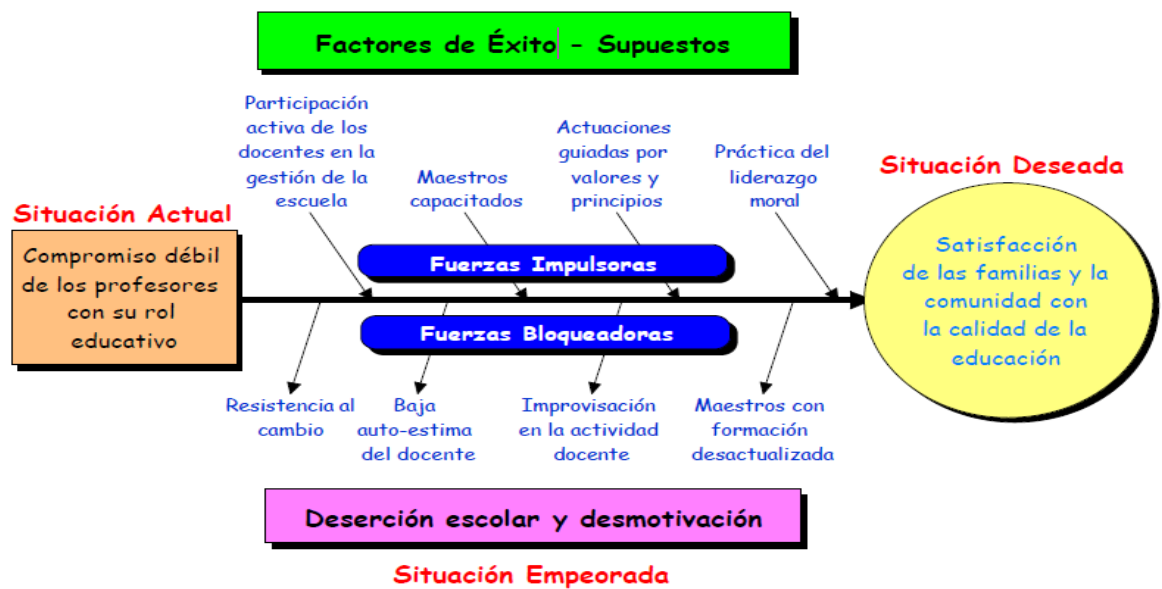 Factores de Éxito - Supuestos
Participación
activa de los
docentes en la
gestión de la
escuela
Maestros
capacitados
Actuaciones
guiadas por
valores y
principios
Práctica del
liderazgo
moral
Situación Deseada
Situación Actual
Compromiso débil
de los profesores
con su rol
educativo
Fuerzas Impulsoras
Satisfacción
de las familias y la
comunidad con
la calidad de la
educación
Fuerzas Bloqueadoras
Resistencia al
cambio
Baja
auto-estima
del docente
Improvisación
en la actividad
docente
Maestros con
formación
desactualizada
Deserción escolar y desmotivación
Situación Empeorada